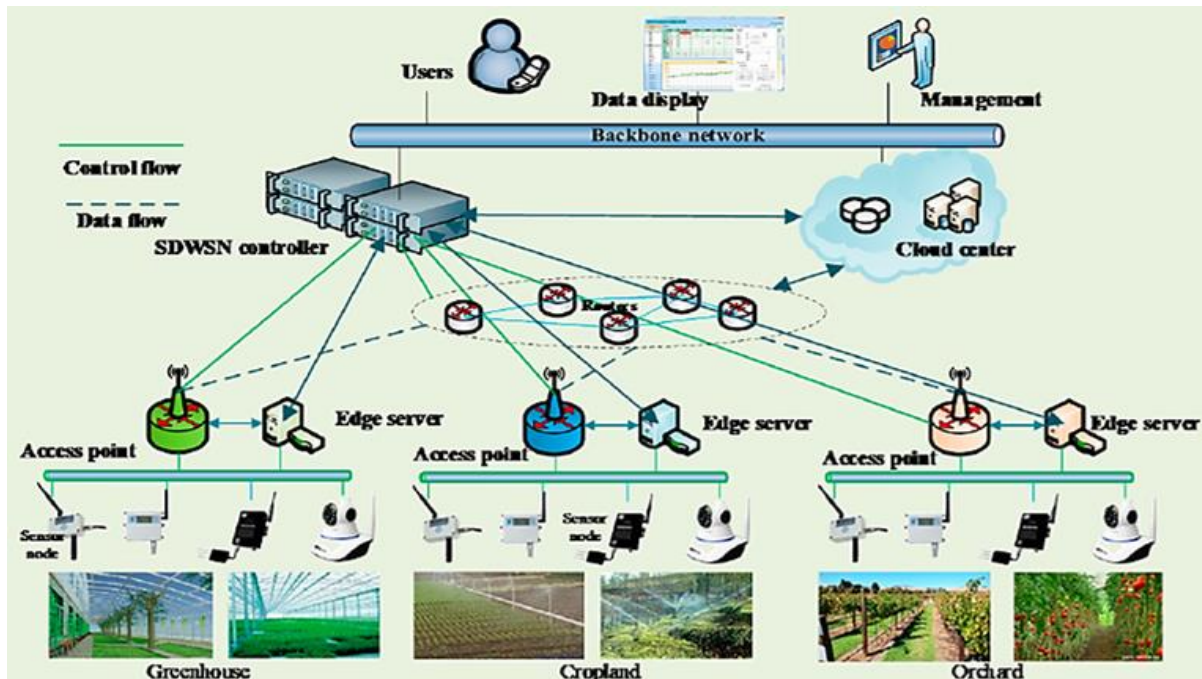 Users
Data display
Management
Backbone network
Control flow
Data flow
SDWSN controller
Cloud center
Routers
Edge server
Edge server
Edge server
Access point
Access point
Access point
Sensor
node
Sensor
node
Greenhouse
Cropland
Orchard